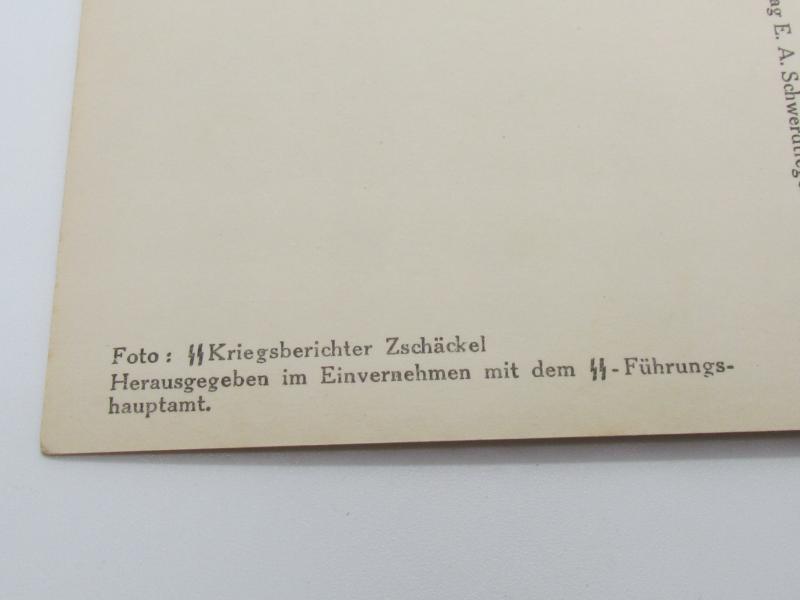 Foto: ᛋᛋKriegsberichter Zschäckel
Herausgegeben im Einvernehmen mit dem ᛋᛋ-Führungs-
hauptamt.
E. A.